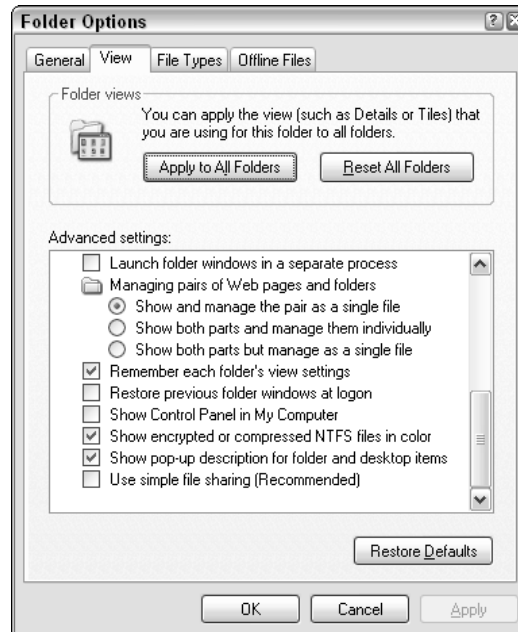 Folder Options
General View File Types Offline Files
Folder views
You can apply the view (such as Details or Tiles) that
you are using for this folder to all folders.
Apply to All Folders Reset All Folders
Advanced settings:
Launch folder windows in a separate process
Managing pairs of Web pages and folders
Show and manage the pair as a single file
Show both parts and manage them individually
Show both parts but manage as a single file
Remember each folder's view settings
Restore previous folder windows at logon
Show Control Panel in My Computer
Show encrypted or compressed NTFS files in color
Show pop-up description for folder and desktop items
Use simple file sharing (Recommended)
Restore Defaults
OK Cancel Apply